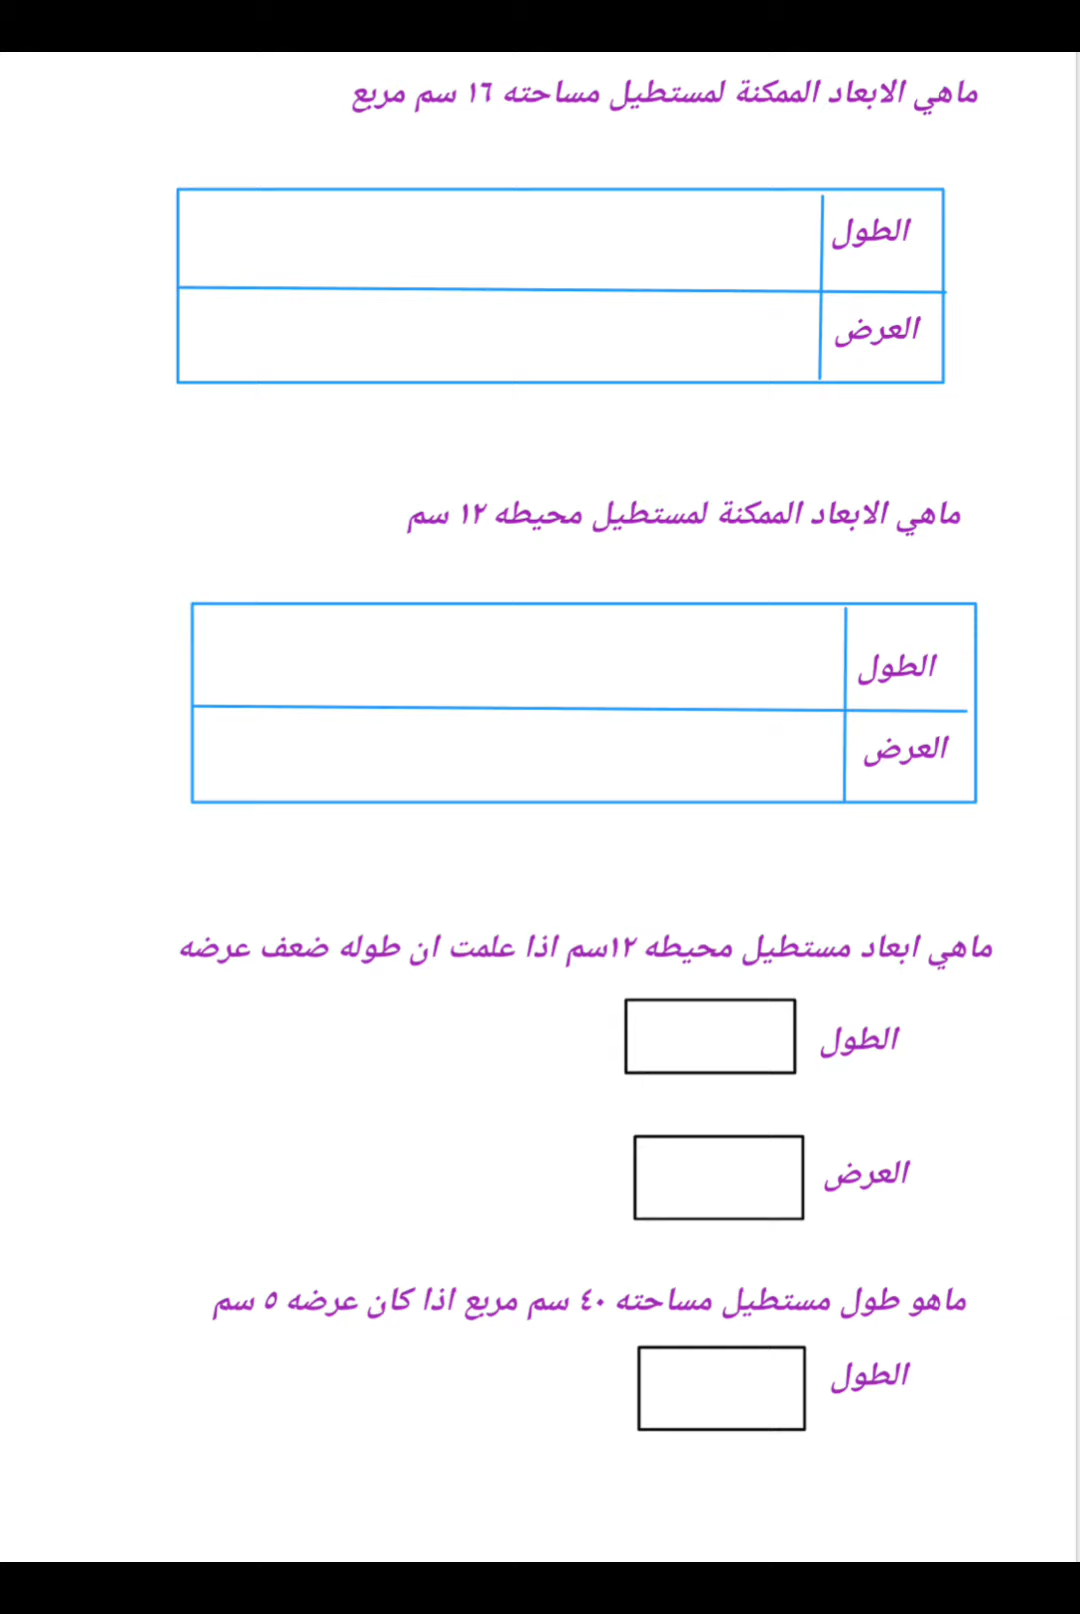 ماهي الابعاد الممكنة لمستطيل مساحته ١٦ سم مربع
الطول
العرض
ماهي الابعاد الممكنة لمستطيل محيطه ١٢ سم
الطول
العرض
ماهي ابعاد مستطيل محيطه ١٢سم اذا علمت ان طوله ضعف عرضه
الطول
العرض
ماهو طول مستطيل مساحته ٤٠ سم مربع اذا كان عرضه ٥ سم
الطول